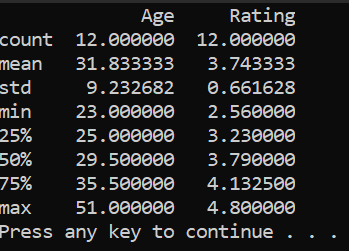 Age Rating
count 12.000000 12.000000
mean 31.833333 3.743333
std 9.232682 0.661628
min 23.000000 2.560000
25% 25.000000 3.230000
50% 29.500000 3.790000
75% 35.500000 4.132500
max 51.000000 4.800000
Press any key to continue . . .